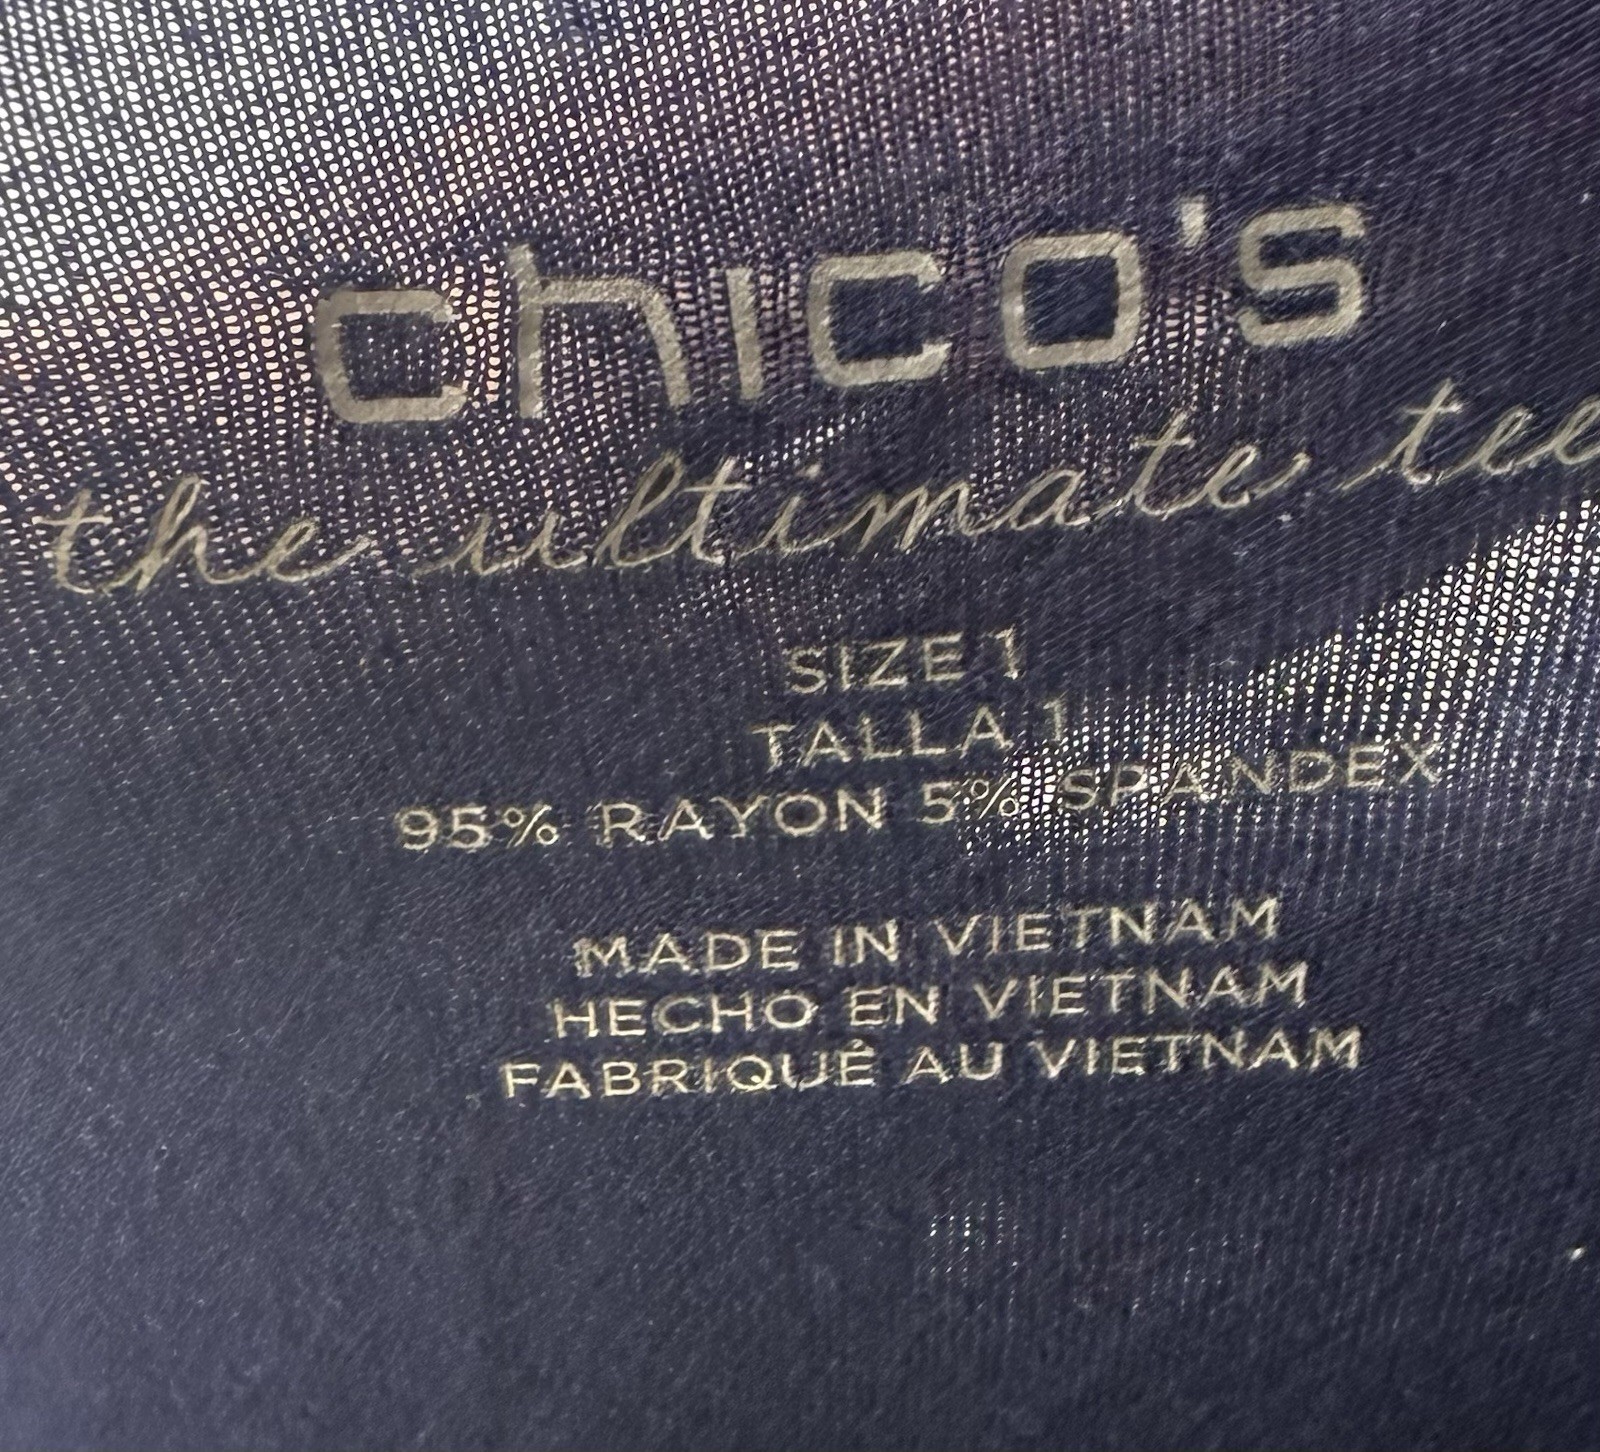 chico's
the ultimate tee
SIZE 1
TALLA 1
95% RAYON 5% SPANDEX
MADE IN VIETNAM
HECHO EN VIETNAM
FABRIQUÉ AU VIETNAM